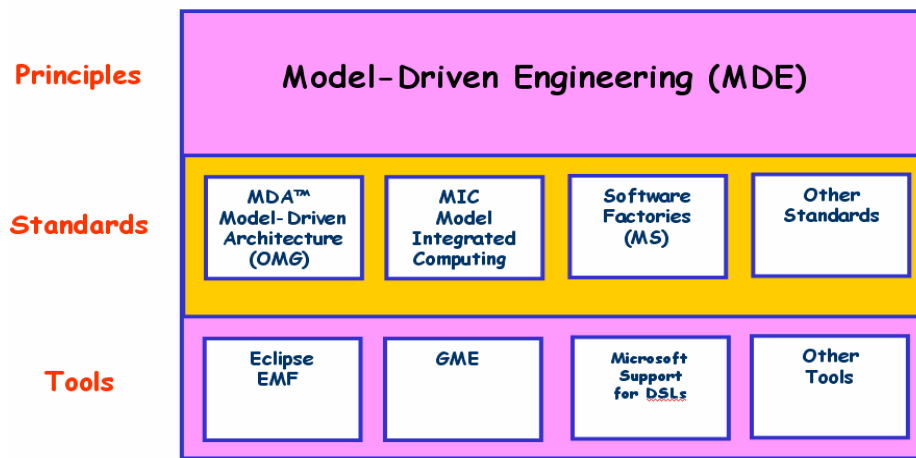 Principles
Model-Driven Engineering (MDE)
Standards
MDA™
Model-Driven
Architecture
(OMG)
MIC
Model
Integrated
Computing
Software
Factories
(MS)
Other
Standards
Tools
Eclipse
EMF
GME
Microsoft
Support
for DSLs
Other
Tools